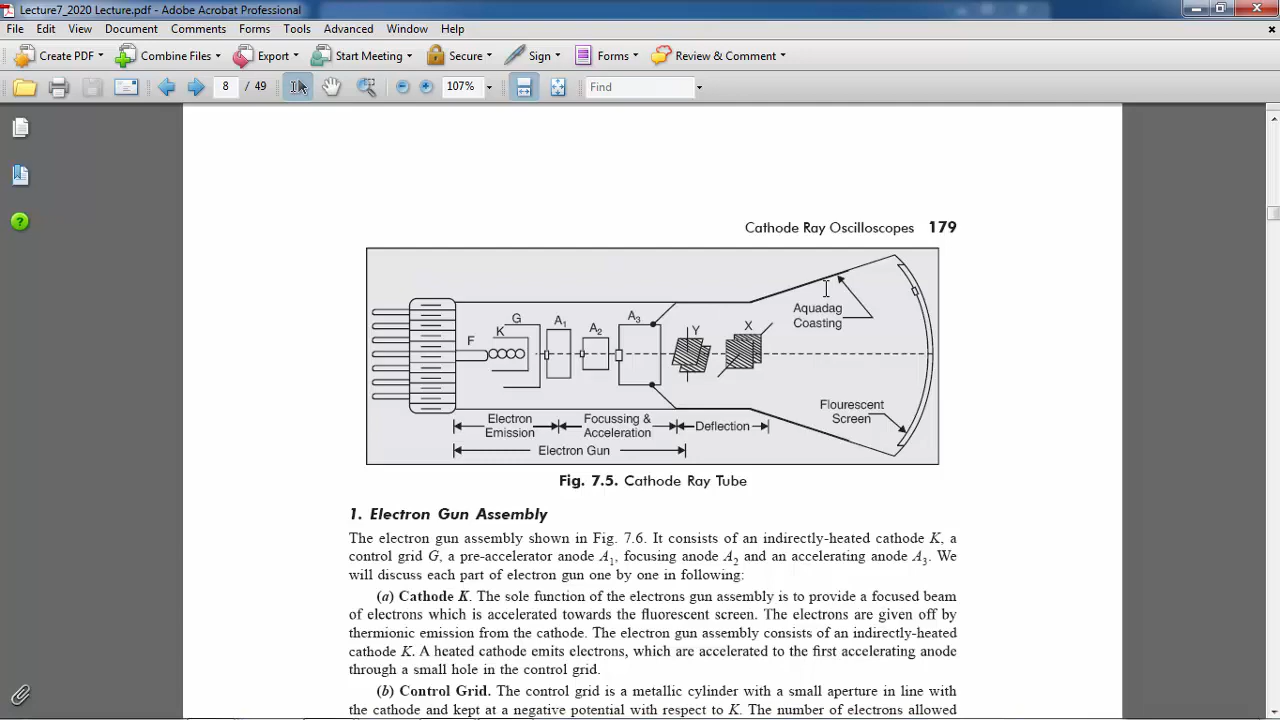 Lecture7_2020 Lecture.pdf - Adobe Acrobat Professional
File Edit View Document Comments Forms Tools Advanced Window Help
Create PDF Combine Files Export Start Meeting Secure Sign Forms Review & Comment
8 / 49 107% Find
Cathode Ray Oscilloscopes 179
F K G A1 A2 A3 Y X
Aquadag
Coasting
Flourescent
Screen
Electron
Emission
Focussing &
Acceleration
Deflection
Electron Gun
Fig. 7.5. Cathode Ray Tube
1. Electron Gun Assembly
The electron gun assembly shown in Fig. 7.6. It consists of an indirectly-heated cathode K, a
control grid G, a pre-accelerator anode A1, focusing anode A2 and an accelerating anode A3. We
will discuss each part of electron gun one by one in following:
(a) Cathode K. The sole function of the electrons gun assembly is to provide a focused beam
of electrons which is accelerated towards the fluorescent screen. The electrons are given off by
thermionic emission from the cathode. The electron gun assembly consists of an indirectly-heated
cathode K. A heated cathode emits electrons, which are accelerated to the first accelerating anode
through a small hole in the control grid.
(b) Control Grid. The control grid is a metallic cylinder with a small aperture in line with
the cathode and kept at a negative potential with respect to K. The number of electrons allowed